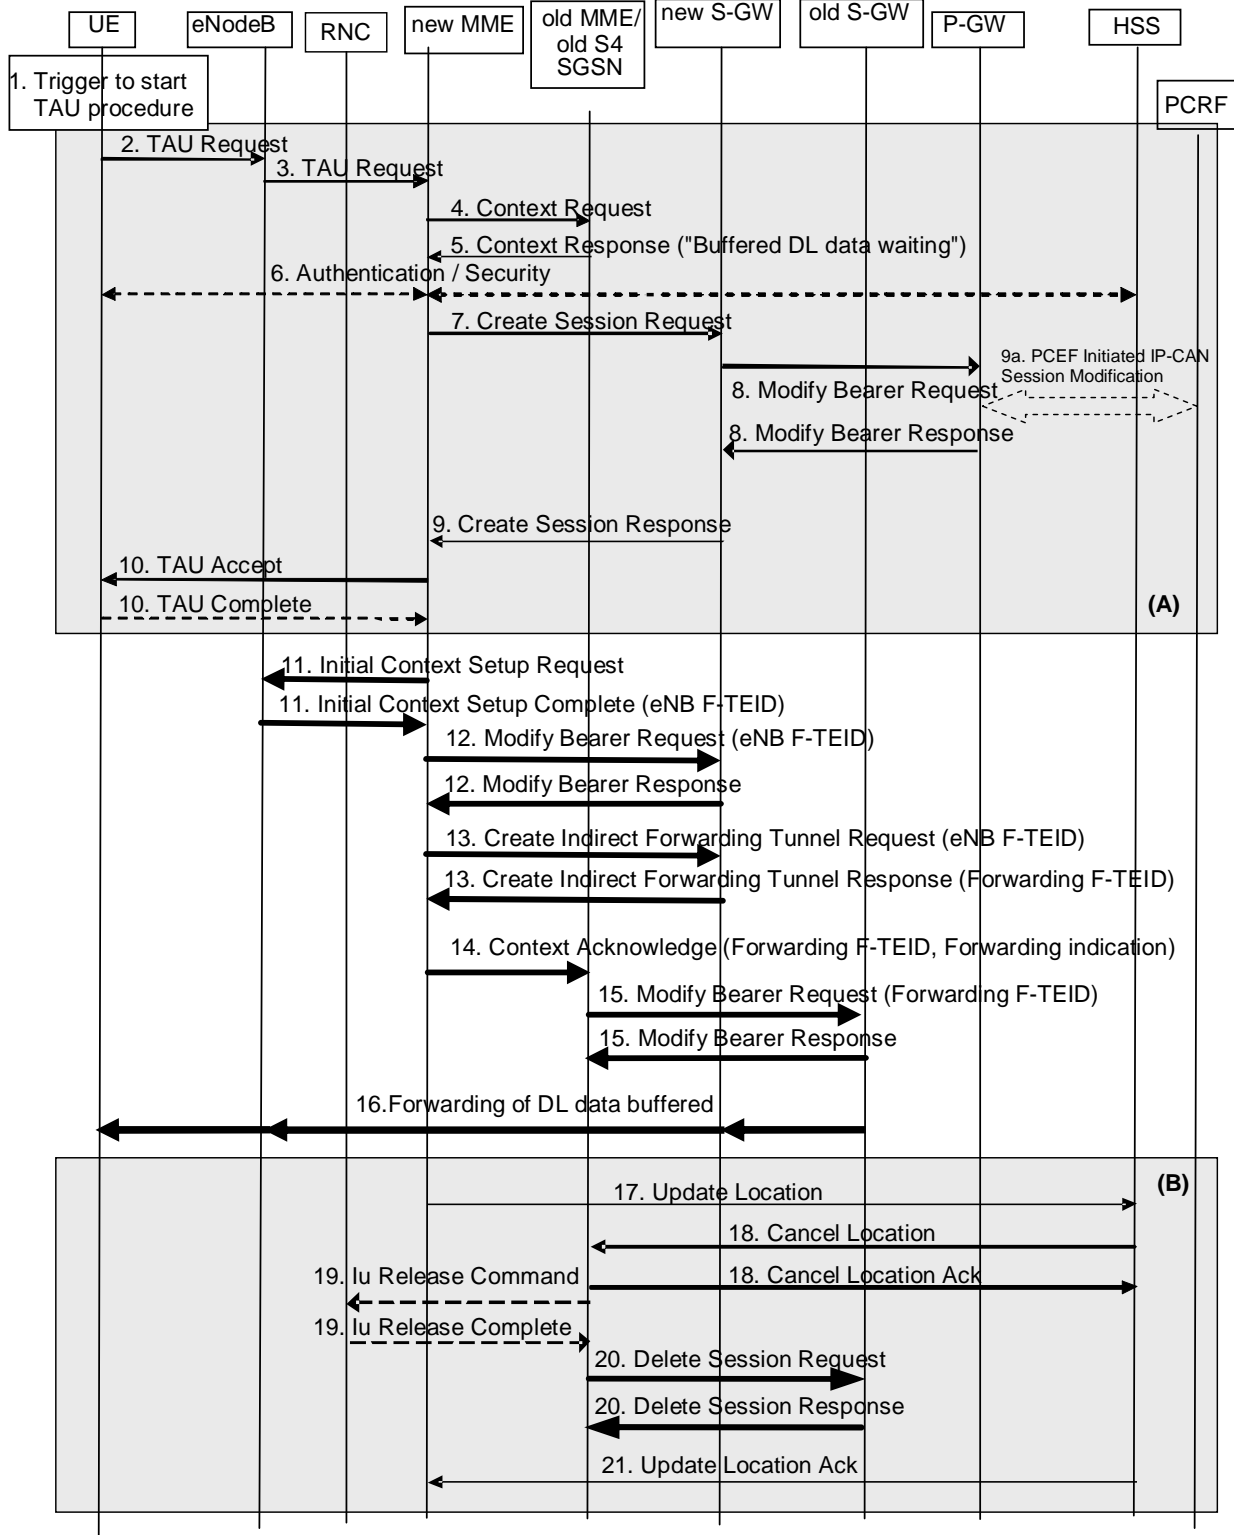 UE
eNodeB
RNC
new MME
old MME/
old S4
SGSN
new S-GW
old S-GW
P-GW
HSS
PCRF
1. Trigger to start
TAU procedure
2. TAU Request
3. TAU Request
4. Context Request
5. Context Response ("Buffered DL data waiting")
6. Authentication / Security
7. Create Session Request
9a. PCEF Initiated IP-CAN
Session Modification
8. Modify Bearer Request
8. Modify Bearer Response
9. Create Session Response
10. TAU Accept
10. TAU Complete
(A)
11. Initial Context Setup Request
11. Initial Context Setup Complete (eNB F-TEID)
12. Modify Bearer Request (eNB F-TEID)
12. Modify Bearer Response
13. Create Indirect Forwarding Tunnel Request (eNB F-TEID)
13. Create Indirect Forwarding Tunnel Response (Forwarding F-TEID)
14. Context Acknowledge (Forwarding F-TEID, Forwarding indication)
15. Modify Bearer Request (Forwarding F-TEID)
15. Modify Bearer Response
16.Forwarding of DL data buffered
(B)
17. Update Location
18. Cancel Location
18. Cancel Location Ack
19. Iu Release Command
19. Iu Release Complete
20. Delete Session Request
20. Delete Session Response
21. Update Location Ack